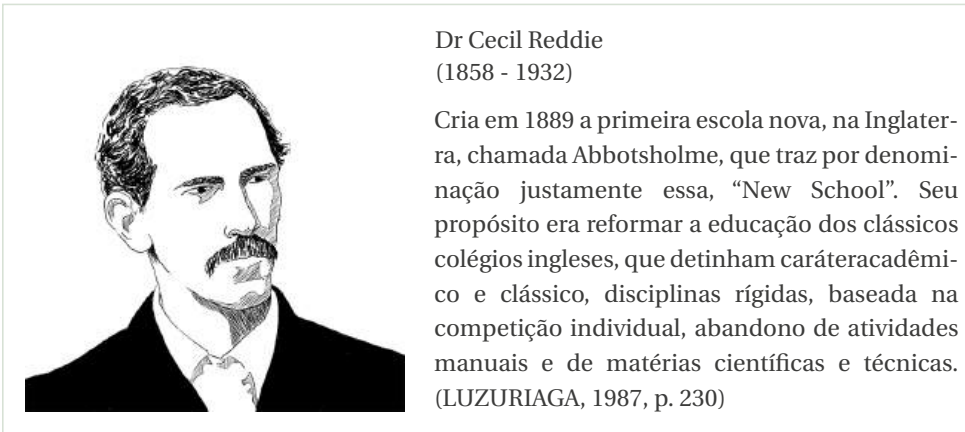 Dr Cecil Reddie
(1858 - 1932)
Cria em 1889 a primeira escola nova, na Inglater-
ra, chamada Abbotsholme, que traz por denomi-
nação justamente essa, “New School”. Seu
propósito era reformar a educação dos clássicos
colégios ingleses, que detinham caráteracadêmi-
co e clássico, disciplinas rígidas, baseada na
competição individual, abandono de atividades
manuais e de matérias científicas e técnicas.
(LUZURIAGA, 1987, p. 230)